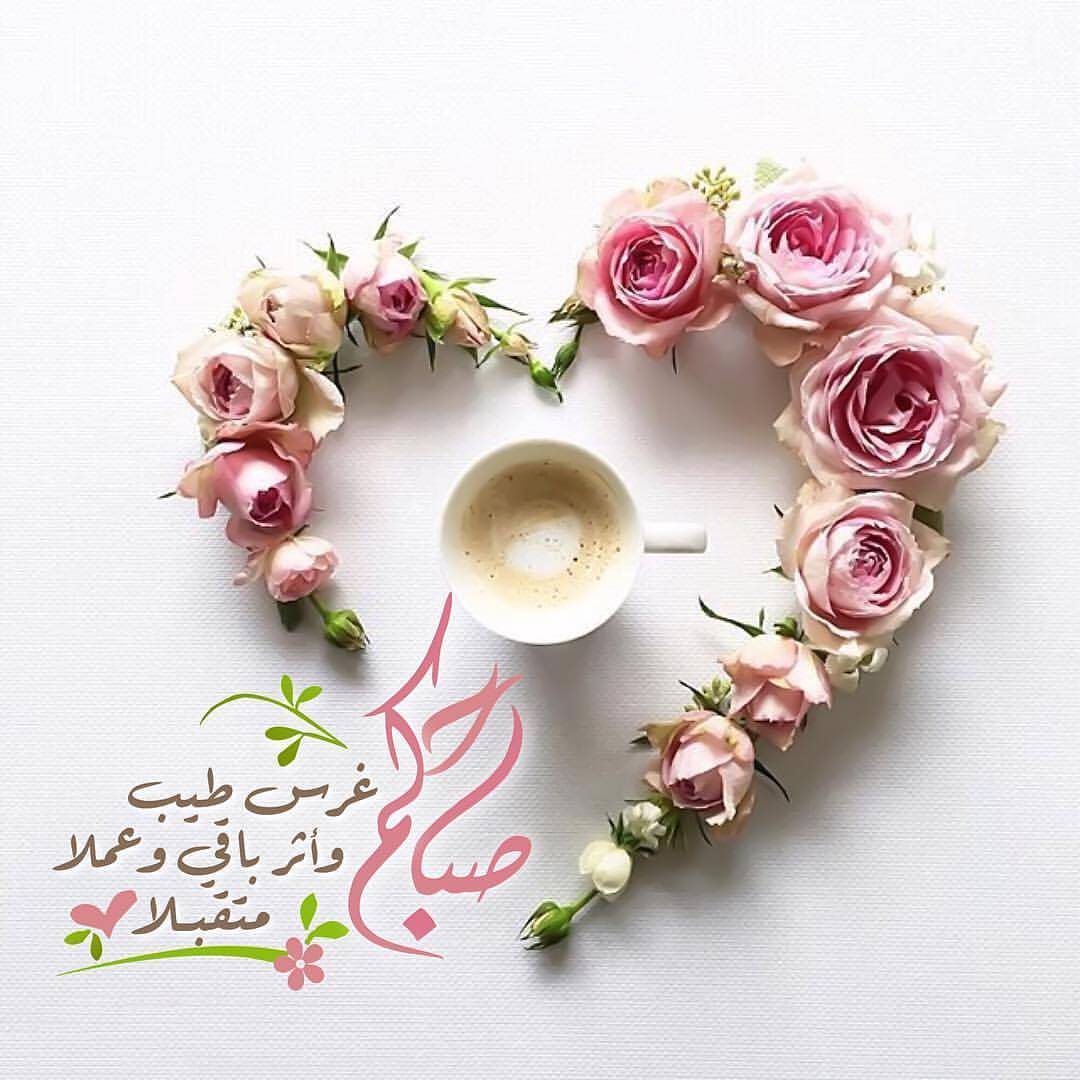 صباحكم
غرس طيب
وأثر باقي وعملا
متقبلا